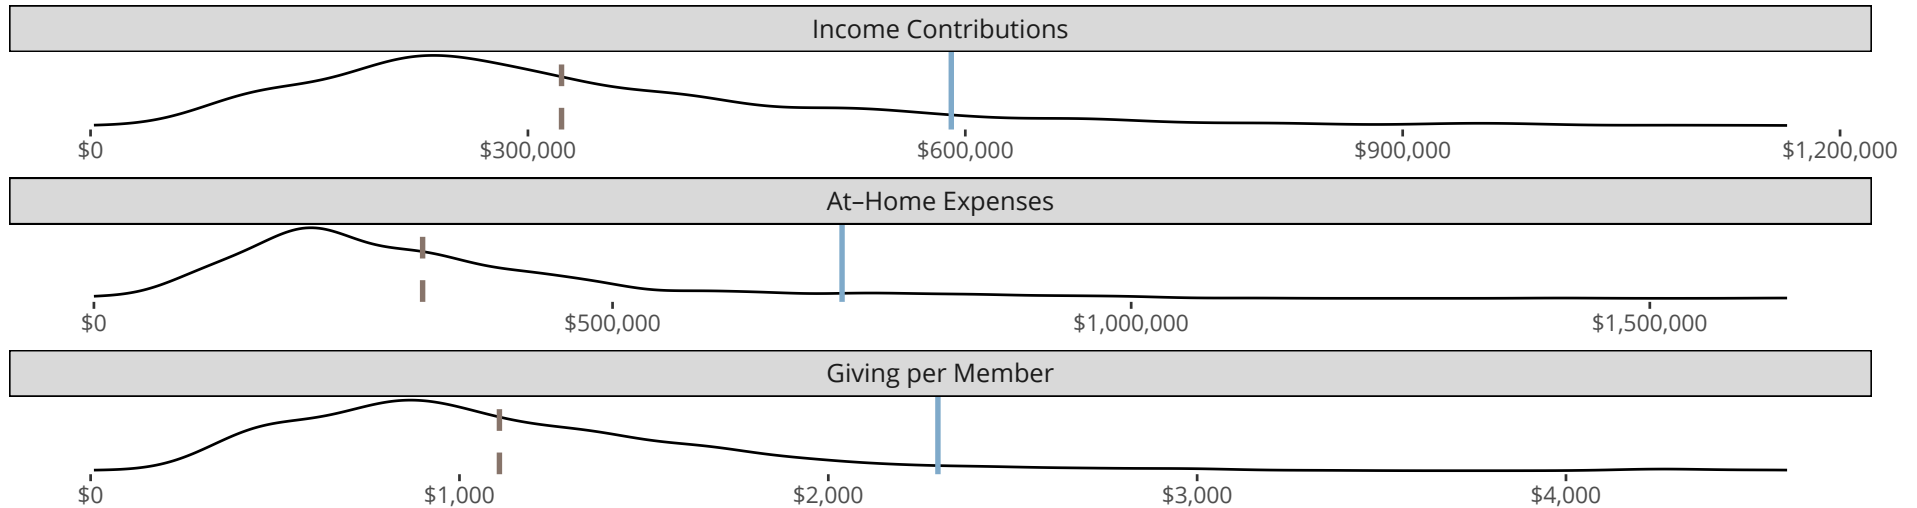 Income Contributions
$0 $300,000 $600,000 $900,000 $1,200,000
At–Home Expenses
$0 $500,000 $1,000,000 $1,500,000
Giving per Member
$0 $1,000 $2,000 $3,000 $4,000